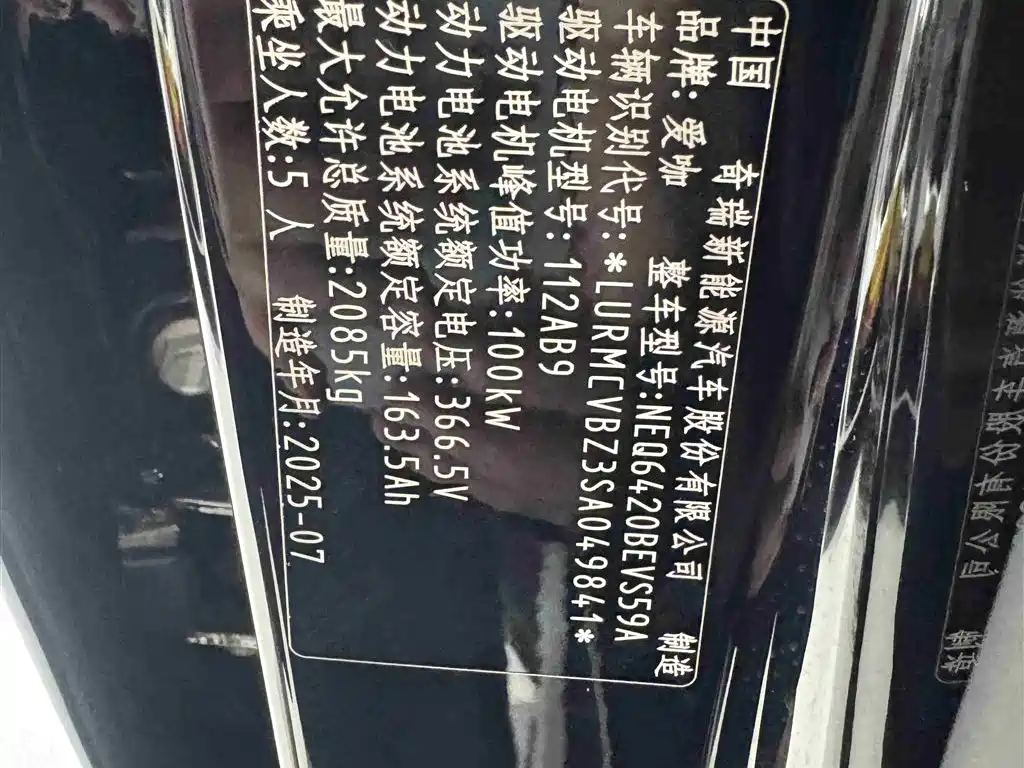 中国 奇瑞新能源汽车股份有限公司 制造
品牌:爱咖 整车型号:NEQ6420BEVS59A
车辆识别代号:*LURMCVBZ3SA049841*
驱动电机型号:112AB9
驱动电机峰值功率:100kW
动力电池系统额定电压:366.5V
动力电池系统额定容量:163.5Ah
最大允许总质量:2085kg
乘坐人数:5人 制造年月:2025-07